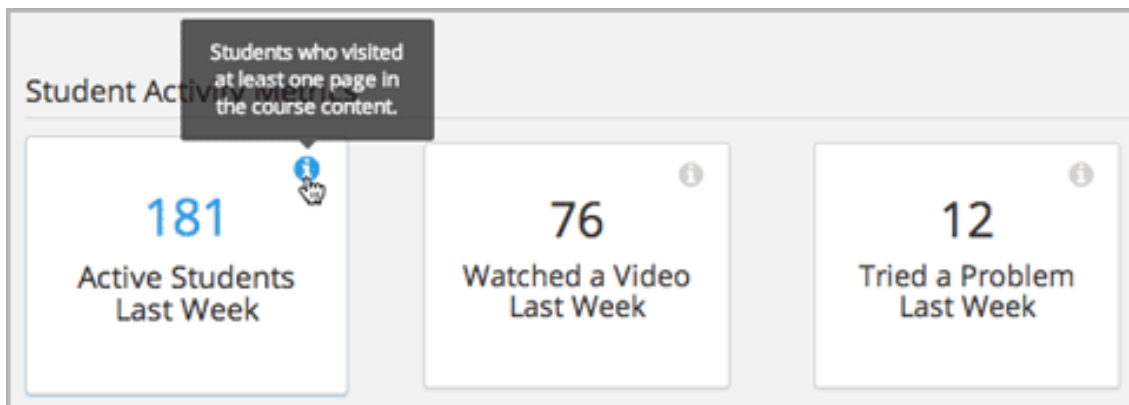 Students who visited
at least one page in
the course content.
Student Activity Metrics
181
Active Students
Last Week
76
Watched a Video
Last Week
12
Tried a Problem
Last Week